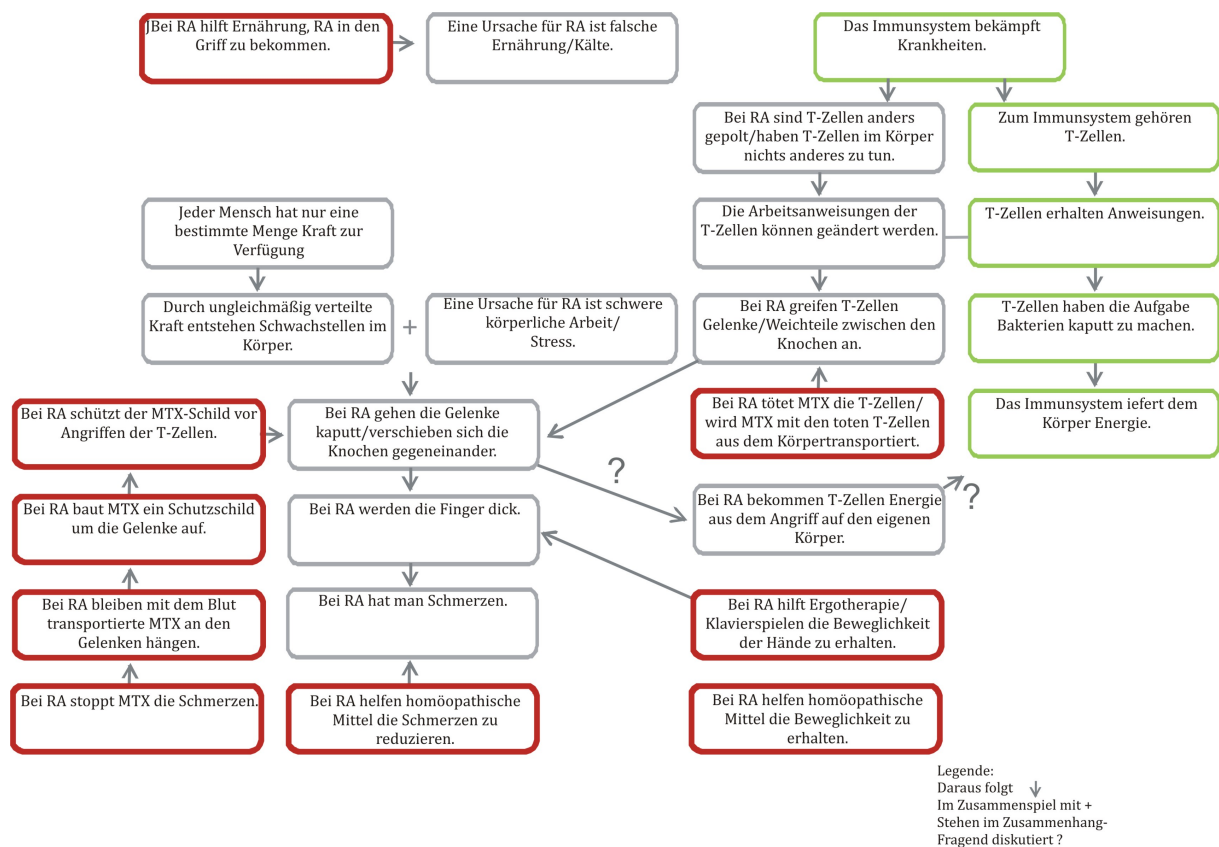 JBei RA hilft Ernährung, RA in den
Griff zu bekommen.
Eine Ursache für RA ist falsche
Ernährung/Kälte.
Das Immunsystem bekämpft
Krankheiten.
Bei RA sind T-Zellen anders
gepolt/haben T-Zellen im Körper
nichts anderes zu tun.
Zum Immunsystem gehören
T-Zellen.
Jeder Mensch hat nur eine
bestimmte Menge Kraft zur
Verfügung
Die Arbeitsanweisungen der
T-Zellen können geändert werden.
T-Zellen erhalten Anweisungen.
Durch ungleichmäßig verteilte
Kraft entstehen Schwachstellen im
Körper.
+
Eine Ursache für RA ist schwere
körperliche Arbeit/
Stress.
Bei RA greifen T-Zellen
Gelenke/Weichteile zwischen den
Knochen an.
T-Zellen haben die Aufgabe
Bakterien kaputt zu machen.
Bei RA schützt der MTX-Schild vor
Angriffen der T-Zellen.
Bei RA gehen die Gelenke
kaputt/verschieben sich die
Knochen gegeneinander.
Bei RA tötet MTX die T-Zellen/
wird MTX mit den toten T-Zellen
aus dem Körpertransportiert.
Das Immunsystem iefert dem
Körper Energie.
?
?
Bei RA baut MTX ein Schutzschild
um die Gelenke auf.
Bei RA werden die Finger dick.
Bei RA bekommen T-Zellen Energie
aus dem Angriff auf den eigenen
Körper.
Bei RA bleiben mit dem Blut
transportierte MTX an den
Gelenken hängen.
Bei RA hat man Schmerzen.
Bei RA hilft Ergotherapie/
Klavierspielen die Beweglichkeit
der Hände zu erhalten.
Bei RA stoppt MTX die Schmerzen.
Bei RA helfen homöopathische
Mittel die Schmerzen zu
reduzieren.
Bei RA helfen homöopathische
Mittel die Beweglichkeit zu
erhalten.
Legende:
Daraus folgt
Im Zusammenspiel mit +
Stehen im Zusammenhang-
Fragend diskutiert ?